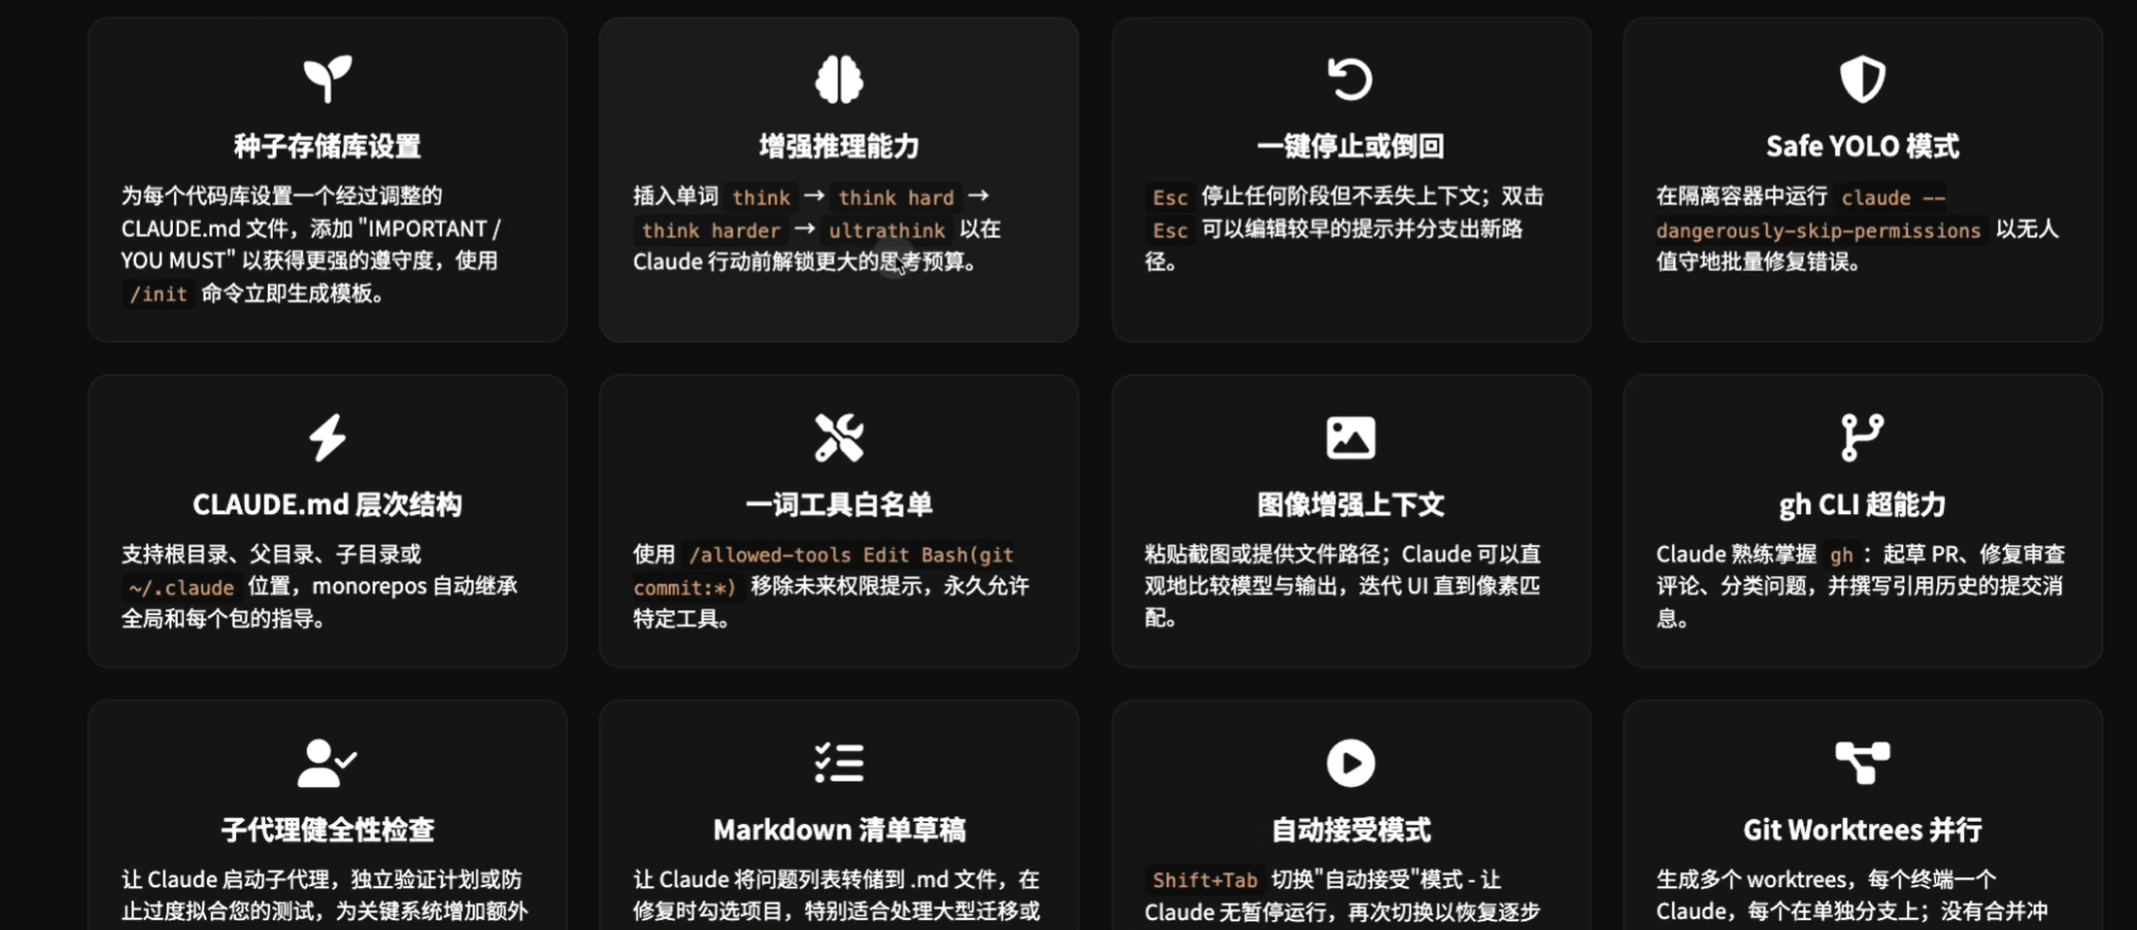 种子存储库设置
为每个代码库设置一个经过调整的
CLAUDE.md 文件，添加 "IMPORTANT /
YOU MUST" 以获得更强的遵守度，使用
/init 命令立即生成模板。
增强推理能力
插入单词 think → think hard →
think harder → ultrathink 以在
Claude 行动前解锁更大的思考预算。
一键停止或倒回
Esc 停止任何阶段但不丢失上下文；双击
Esc 可以编辑较早的提示并分支出新路
径。
Safe YOLO 模式
在隔离容器中运行 claude --
dangerously-skip-permissions 以无人
值守地批量修复错误。
CLAUDE.md 层次结构
支持根目录、父目录、子目录或
~/.claude 位置，monorepos 自动继承
全局和每个包的指导。
一词工具白名单
使用 /allowed-tools Edit Bash(git
commit:*) 移除未来权限提示，永久允许
特定工具。
图像增强上下文
粘贴截图或提供文件路径；Claude 可以直
观地比较模型与输出，迭代 UI 直到像素匹
配。
gh CLI 超能力
Claude 熟练掌握 gh ：起草 PR、修复审查
评论、分类问题，并撰写引用历史的提交消
息。
子代理健全性检查
让 Claude 启动子代理，独立验证计划或防
止过度拟合您的测试，为关键系统增加额外
Markdown 清单草稿
让 Claude 将问题列表转储到 .md 文件，在
修复时勾选项目，特别适合处理大型迁移或
自动接受模式
Shift+Tab 切换"自动接受"模式 - 让
Claude 无暂停运行，再次切换以恢复逐步
Git Worktrees 并行
生成多个 worktrees，每个终端一个
Claude，每个在单独分支上；没有合并冲